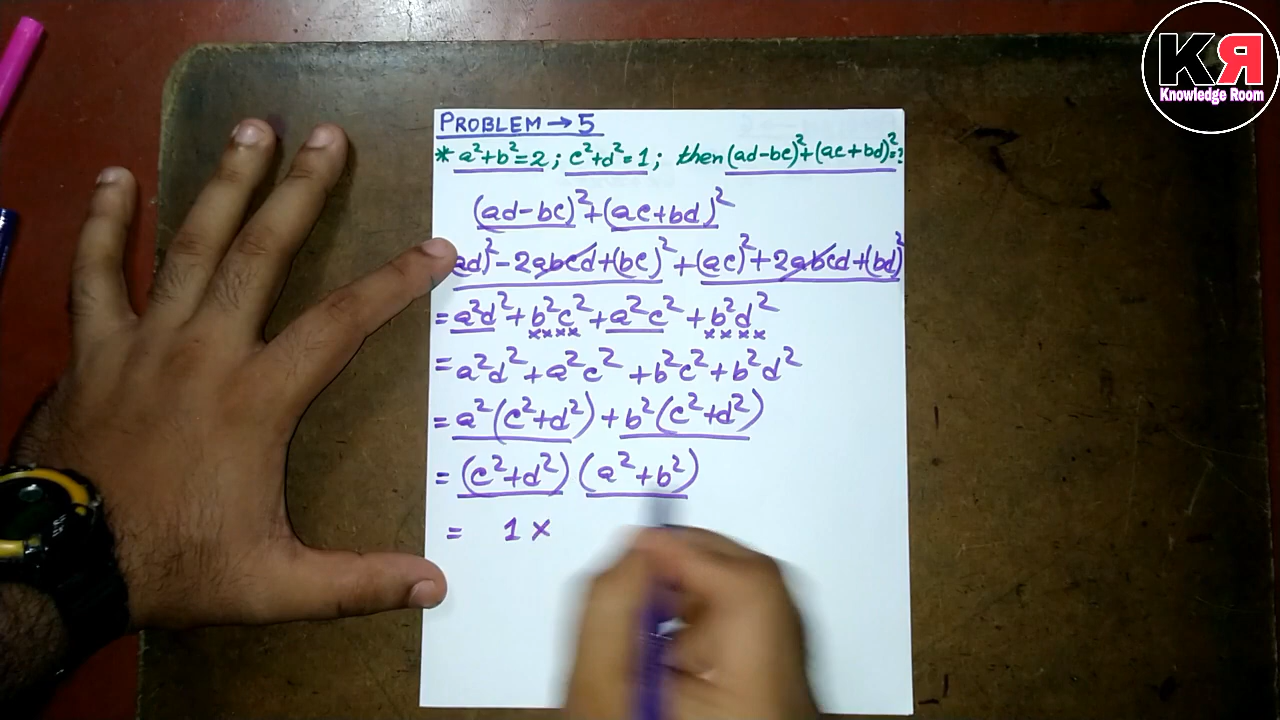 KЯ
Knowledge Room
PROBLEM → 5
* a²+b²=2; c²+d²=1; then (ad-bc)²+(ac+bd)²=?
(ad-bc)²+(ac+bd)²
ad)²-2abcd+(bc)²+(ac)²+2abcd+(bd)²
=a²d²+b²c²+a²c²+b²d²
=a²d²+a²c²+b²c²+b²d²
=a²(c²+d²)+b²(c²+d²)
=(c²+d²)(a²+b²)
= 1×